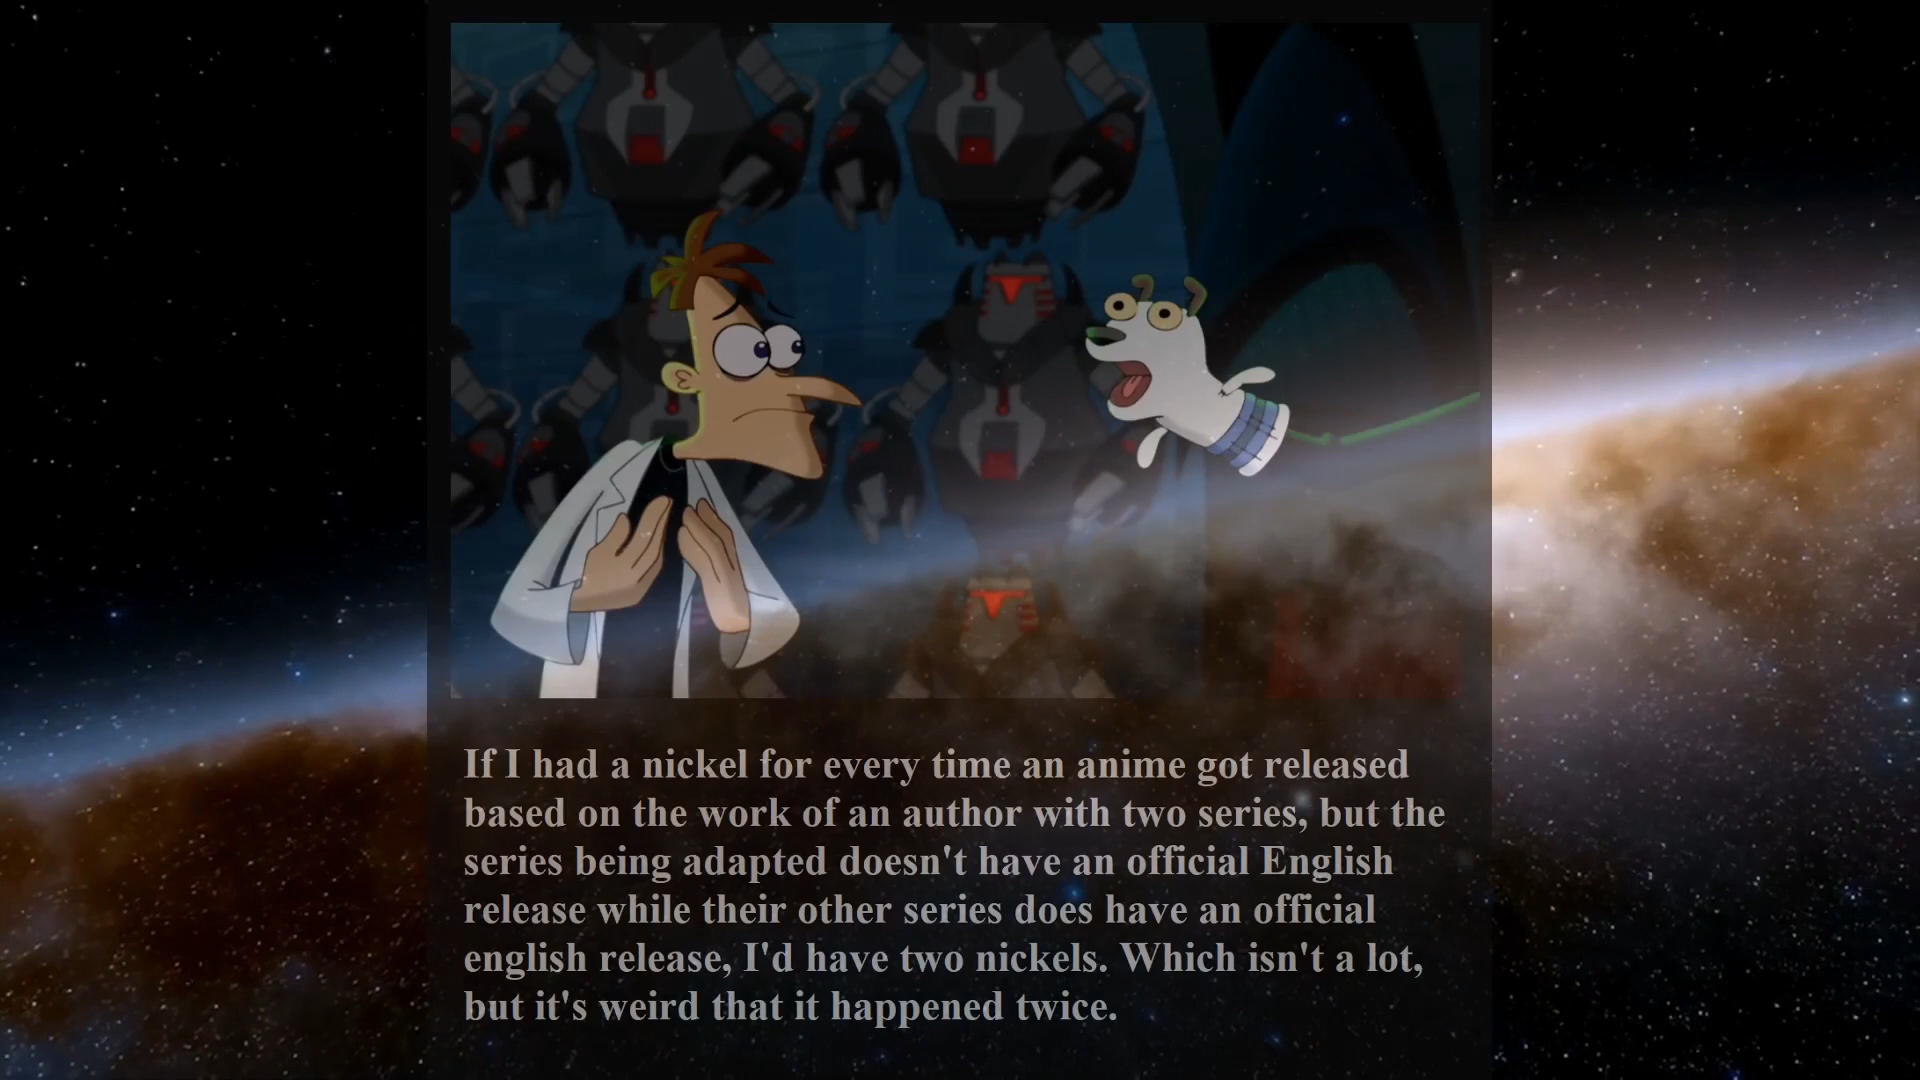 If I had a nickel for every time an anime got released
based on the work of an author with two series, but the
series being adapted doesn't have an official English
release while their other series does have an official
english release, I'd have two nickels. Which isn't a lot,
but it's weird that it happened twice.